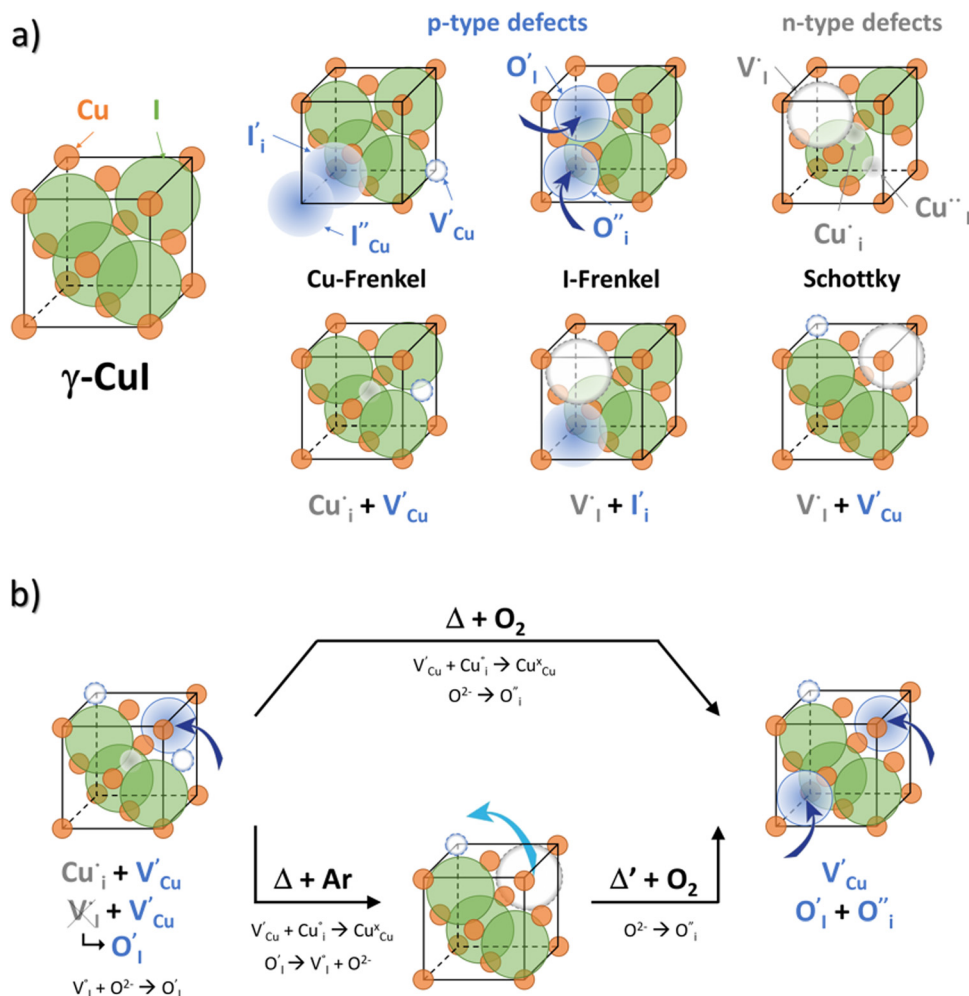 a)
p-type defects
n-type defects
Cu
I
I′i
I″Cu
V′Cu
O′I
O″i
V˙I
Cu˙i
Cu˙˙I
γ-CuI
Cu-Frenkel
I-Frenkel
Schottky
Cu˙i + V′Cu
V˙I + I′i
V˙I + V′Cu
b)
Δ + O2
V′Cu + Cu˙i → CuxCu
O2- → O″i
Cu˙i + V′Cu
V˙I + V′Cu
O′I
V˙I + O2- → O′I
Δ + Ar
V′Cu + Cu˙i → CuxCu
O′I → V˙I + O2-
Δ′ + O2
O2- → O″i
V′Cu
O′I + O″i